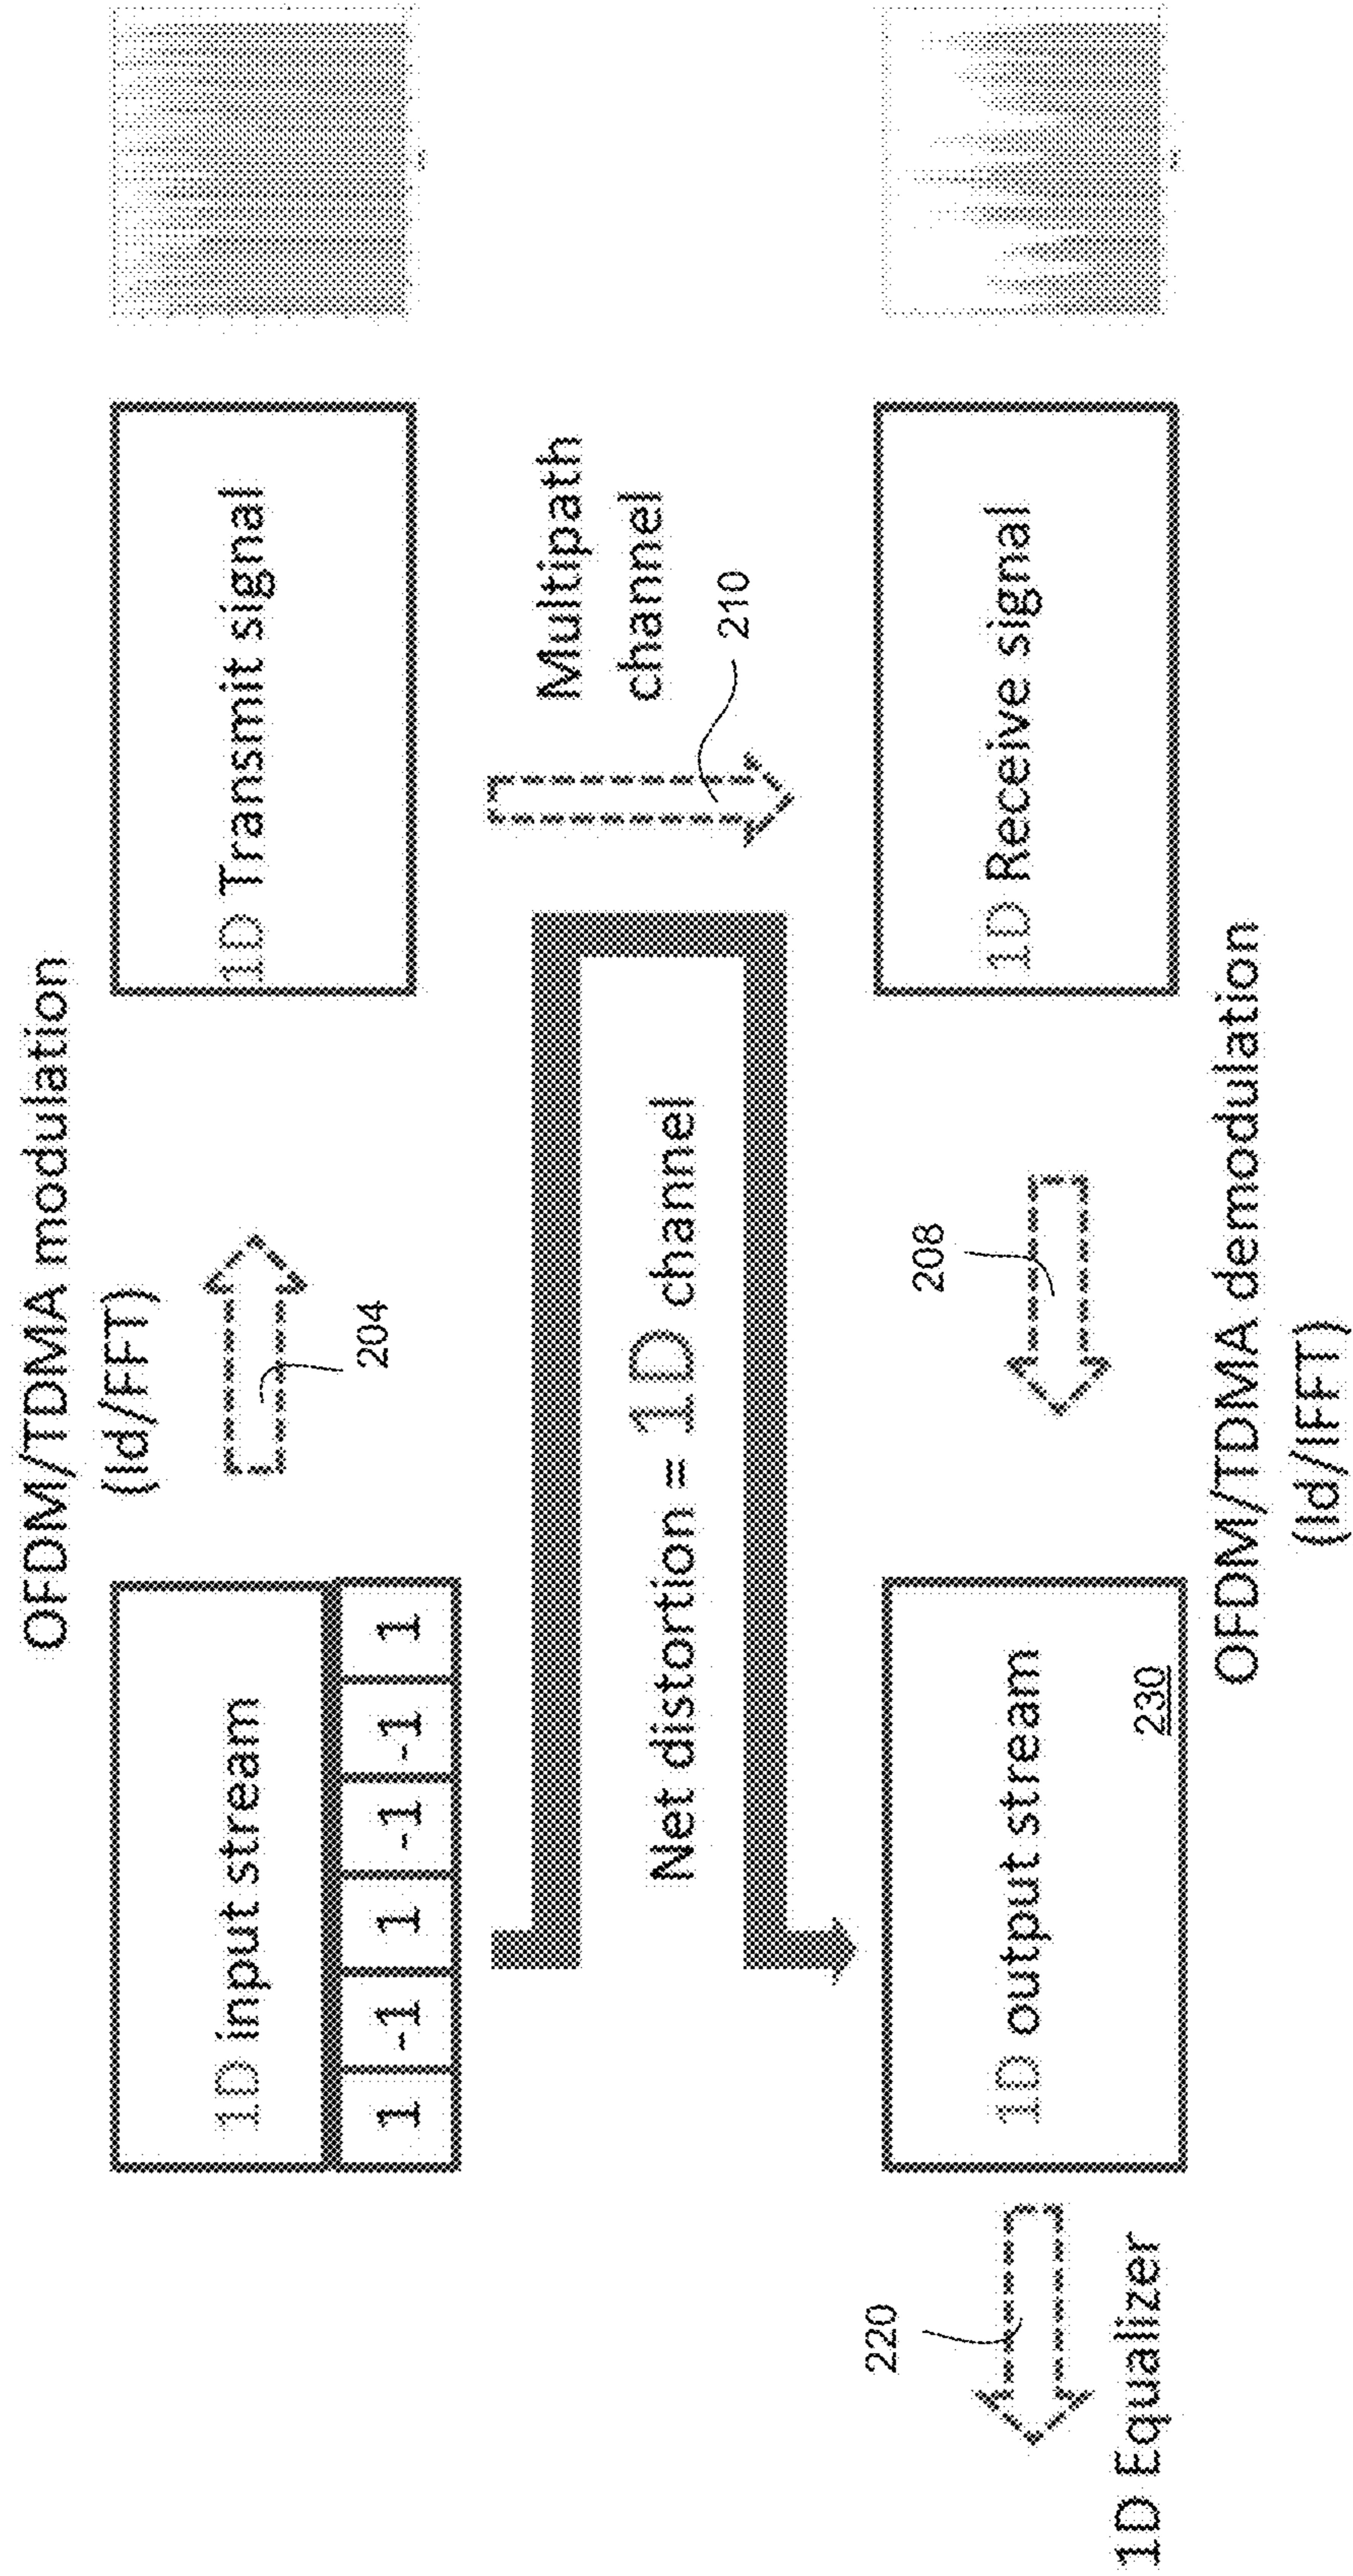 OFDM/TDMA modulation
(Id/FFT)
204
1D input stream
1 -1 1 -1 -1 1
1D Transmit signal
Multipath
channel
210
Net distortion = 1D channel
1D Receive signal
208
OFDM/TDMA demodulation
(Id/IFFT)
1D output stream
230
220
1D Equalizer